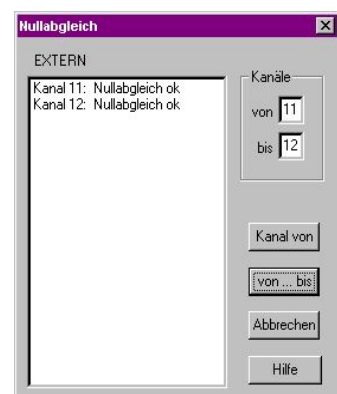 Nullabgleich
EXTERN
Kanal 11: Nullabgleich ok
Kanal 12: Nullabgleich ok
Kanäle
von 11
bis 12
Kanal von
von ... bis
Abbrechen
Hilfe